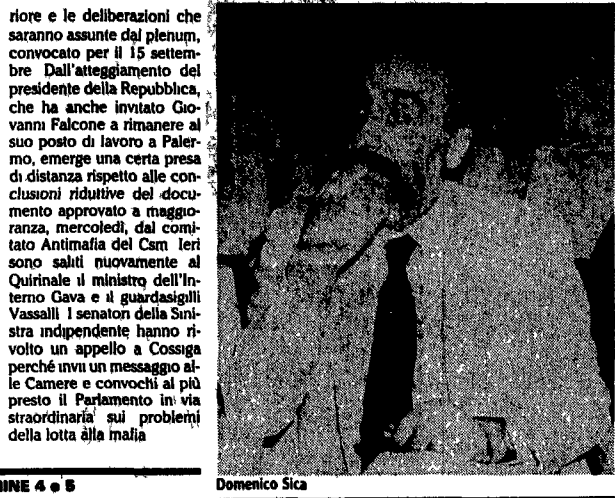 riore e le deliberazioni che
saranno assunte dal plenum,
convocato per il 15 settem-
bre Dall'atteggiamento del
presidente della Repubblica,
che ha anche invitato Gio-
vanni Falcone a rimanere al
suo posto di lavoro a Paler-
mo, emerge una certa presa
di distanza rispetto alle con-
clusioni riduttive del docu-
mento approvato a maggio-
ranza, mercoledì, dal comi-
tato Antimafia del Csm Ieri
sono saliti nuovamente al
Quirinale il ministro dell'In-
terno Gava e il guardasigilli
Vassalli I senatori della Sini-
stra indipendente hanno ri-
volto un appello a Cossiga
perché invii un messaggio al-
le Camere e convochi al più
presto il Parlamento in via
straordinaria sui problemi
della lotta alla mafia
INE 4 e 5
Domenico Sica